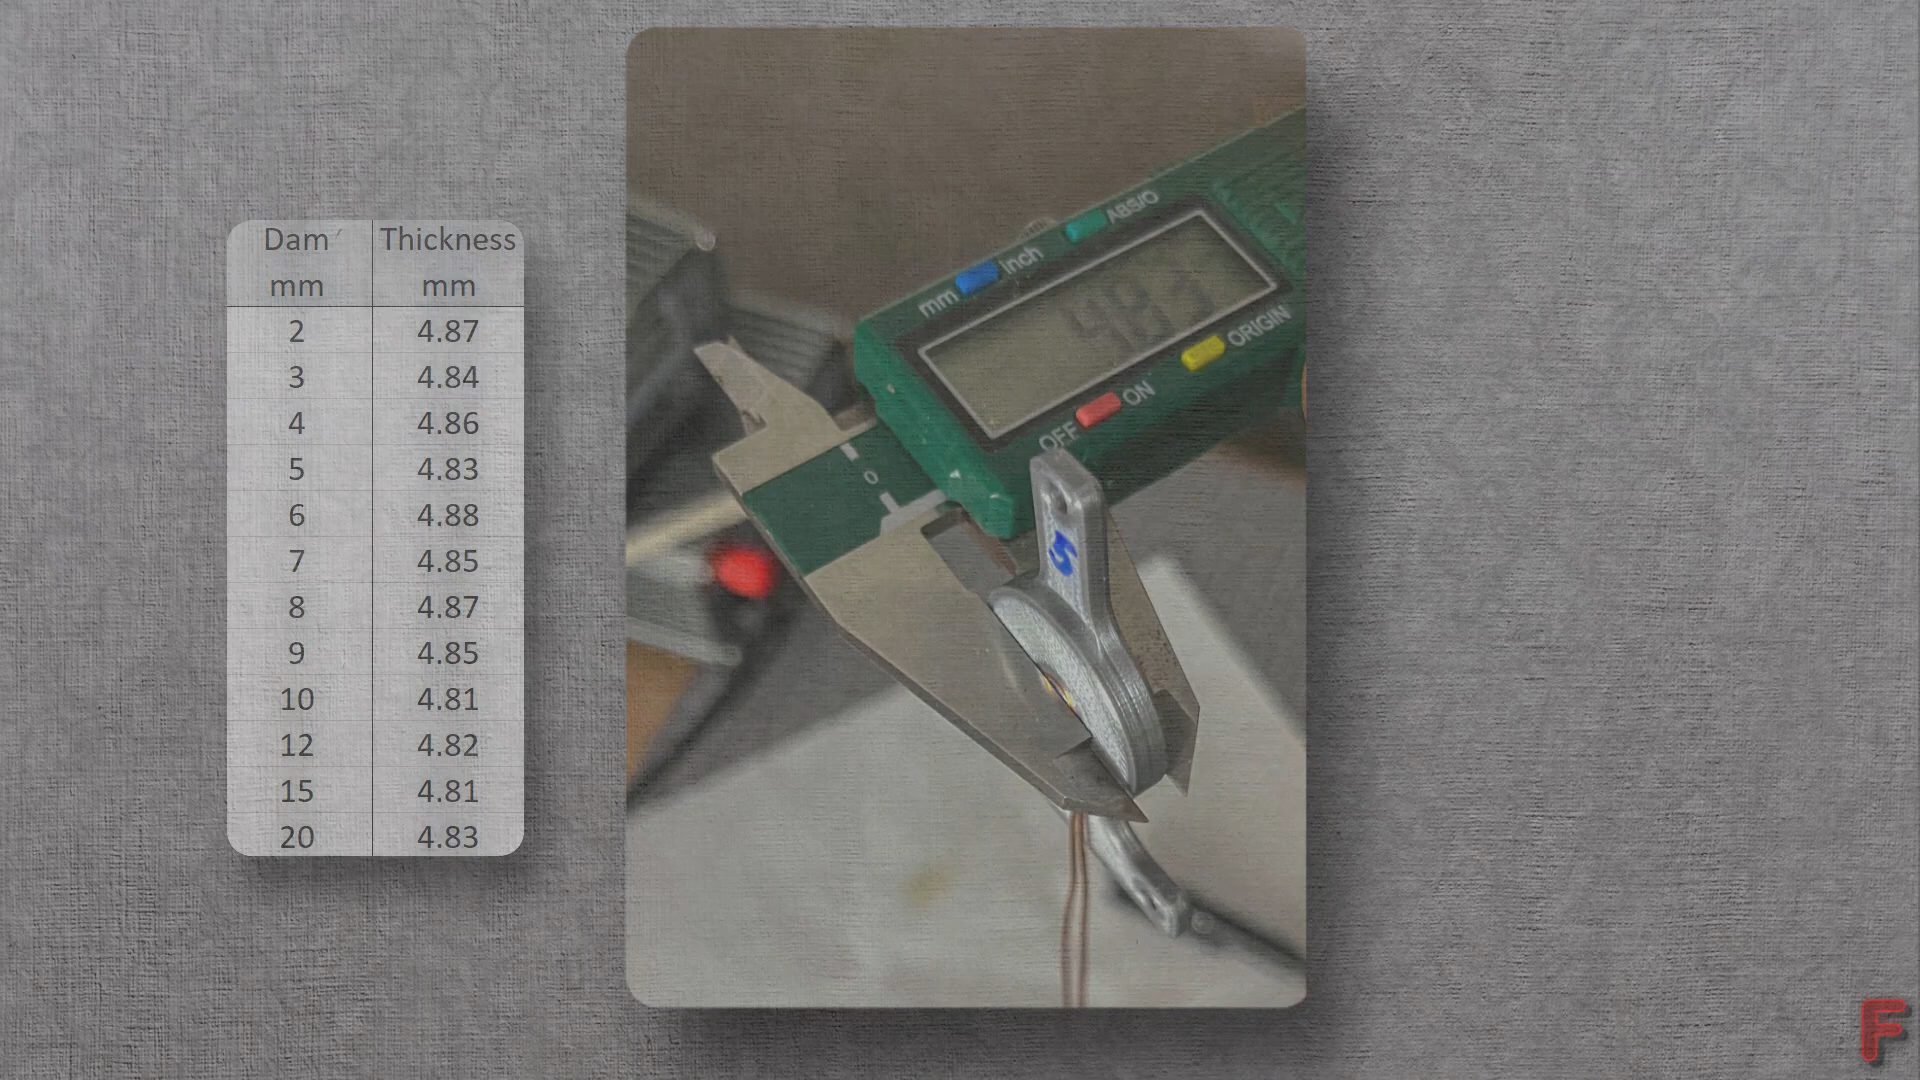 Dam Thickness
mm mm
2 4.87
3 4.84
4 4.86
5 4.83
6 4.88
7 4.85
8 4.87
9 4.85
10 4.81
12 4.82
15 4.81
20 4.83
mm inch
ABS/O
4.83
OFF ON
ORIGIN
0
5
F